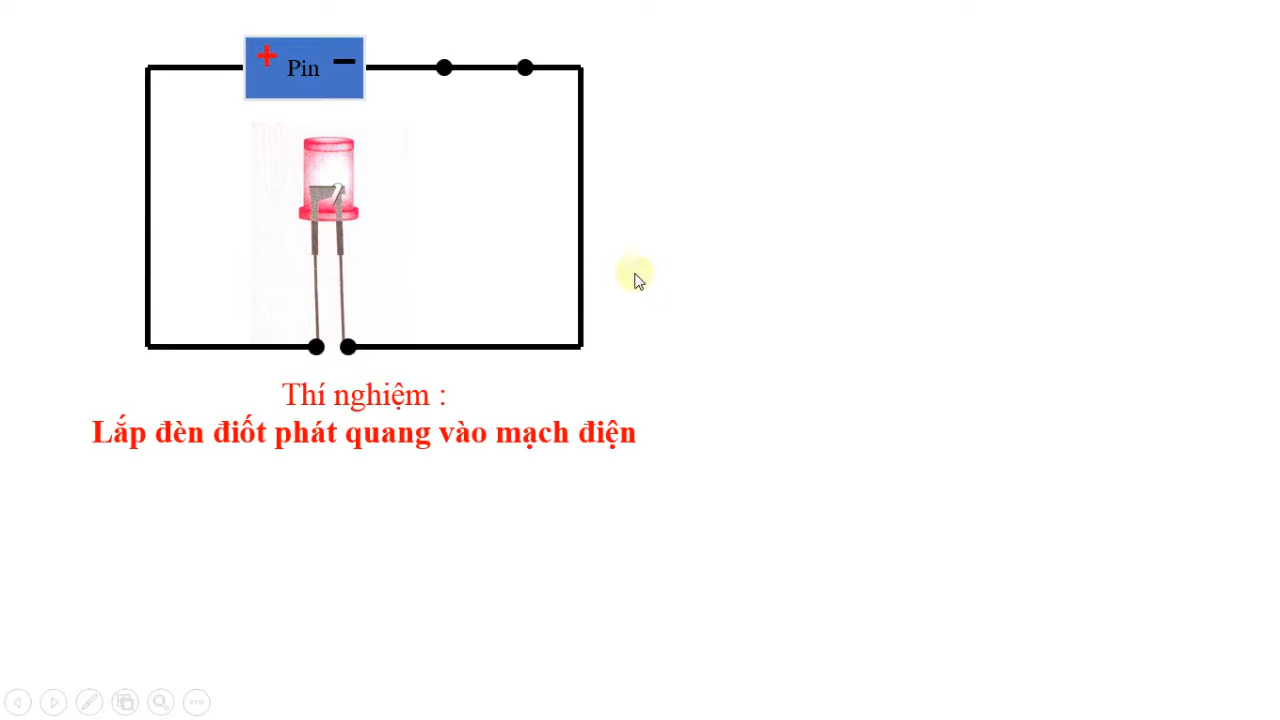 + Pin −
Thí nghiệm :
Lắp đèn điốt phát quang vào mạch điện